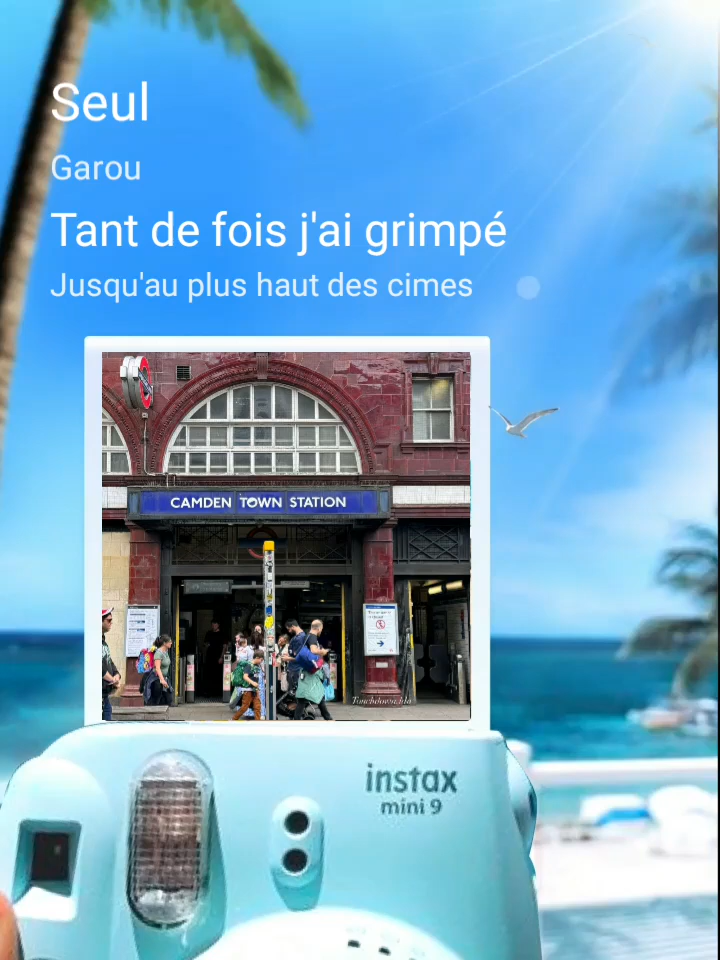 Seul
Garou
Tant de fois j'ai grimpé
Jusqu'au plus haut des cimes
CAMDEN TOWN STATION
instax
mini 9